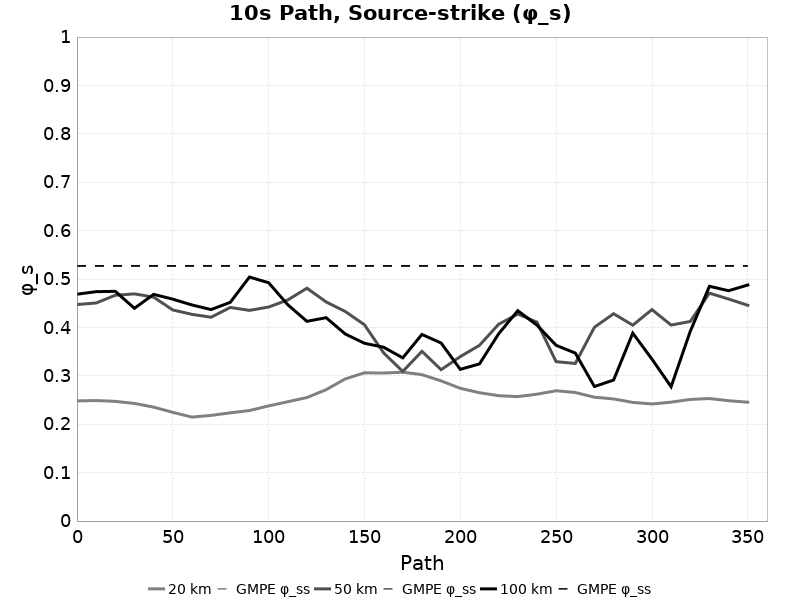 10s Path, Source-strike (φ_s)
1
0.9
0.8
0.7
0.6
0.5
0.4
0.3
0.2
0.1
0
φ_s
0 50 100 150 200 250 300 350
Path
20 km GMPE φ_ss 50 km GMPE φ_ss 100 km GMPE φ_ss